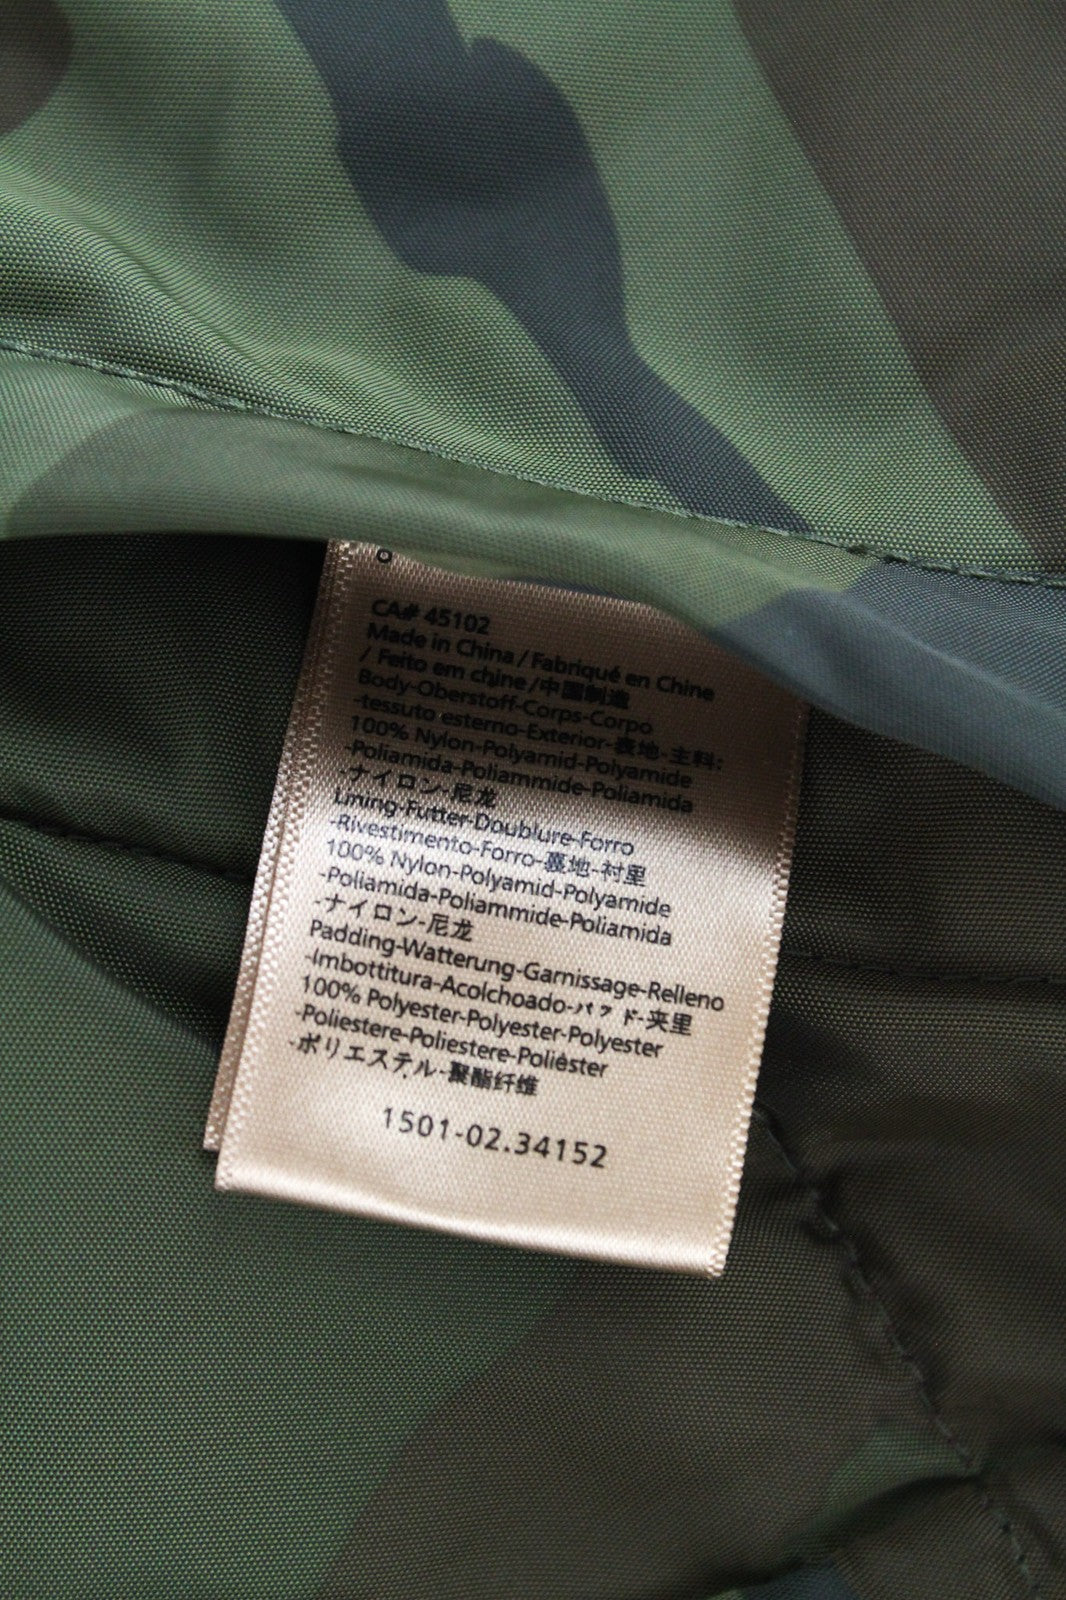 CA# 45102
Made in China / Fabriqué en Chine
/ Feito em chine / 中國制造
Body-Oberstoff-Corps-Corpo
-tessuto esterno-Exterior-表地-主料:
100% Nylon-Polyamid-Polyamide
-Poliamida-Poliammide-Poliamida
-ナイロン-尼龙
Lining-Futter-Doublure-Forro
-Rivestimento-Forro-裏地-衬里
100% Nylon-Polyamid-Polyamide
-Poliamida-Poliammide-Poliamida
-ナイロン-尼龙
Padding-Watterung-Garnissage-Relleno
-Imbottitura-Acolchoado-パッド-夹里
100% Polyester-Polyester-Polyester
-Poliestere-Poliestere-Poliéster
-ポリエステル-聚酯纤维
1501-02.34152